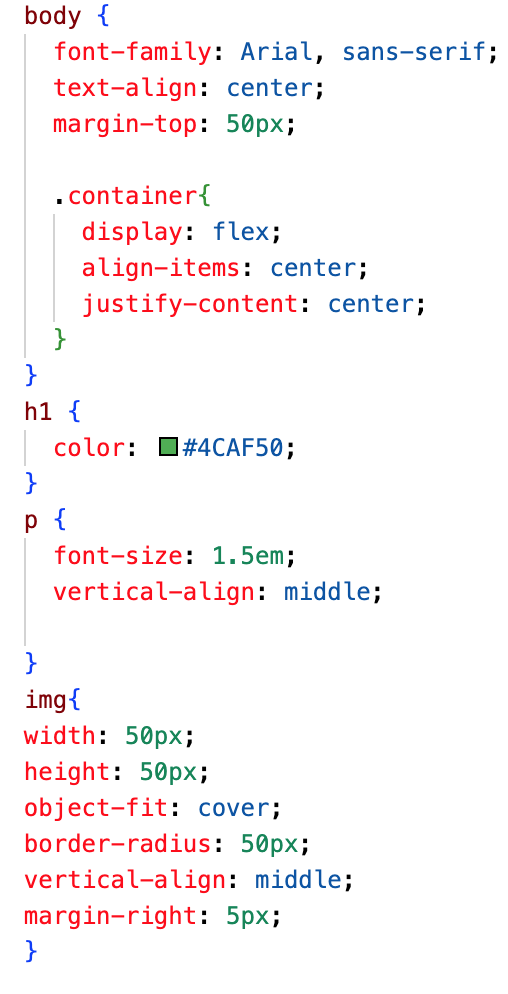 body {
  font-family: Arial, sans-serif;
  text-align: center;
  margin-top: 50px;

  .container{
    display: flex;
    align-items: center;
    justify-content: center;
  }
}
h1 {
  color: #4CAF50;
}
p {
  font-size: 1.5em;
  vertical-align: middle;

}
img{
width: 50px;
height: 50px;
object-fit: cover;
border-radius: 50px;
vertical-align: middle;
margin-right: 5px;
}